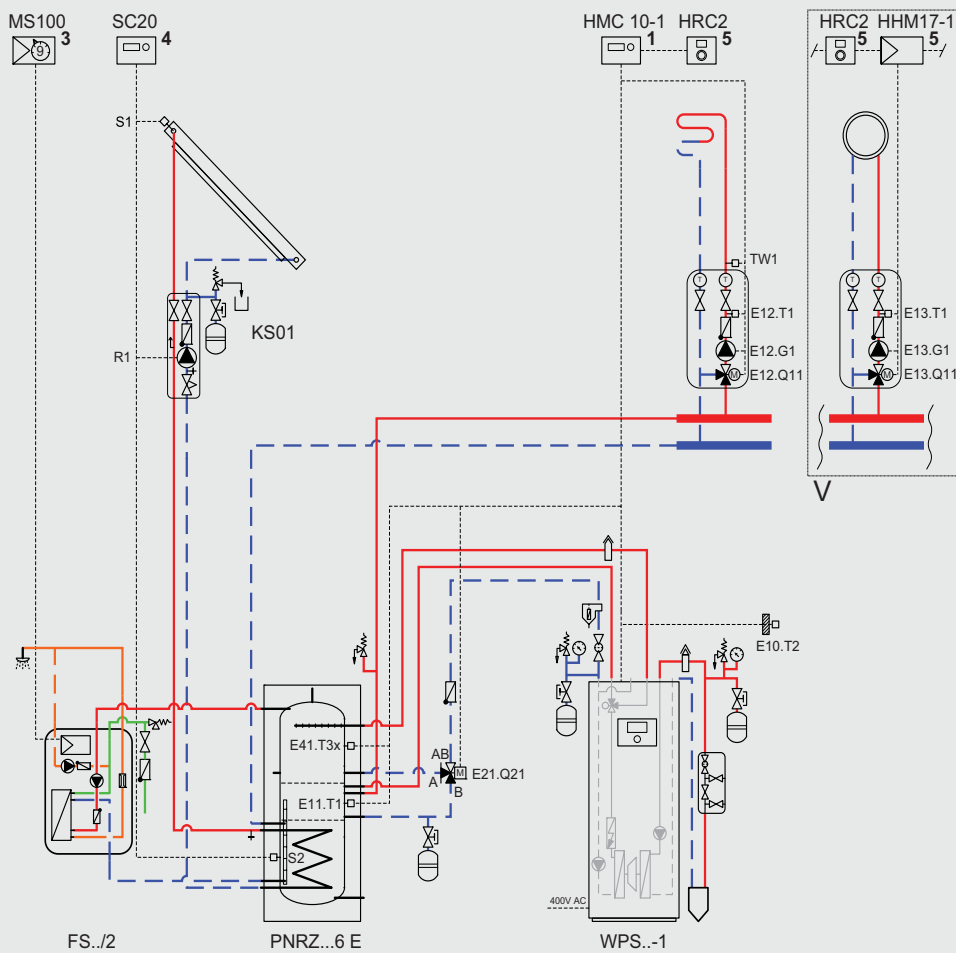 MS100
3
9
SC20
4
HMC 10-1
1
HRC2
5
HRC2
5
HHM17-1
5
S1
TW1
T
T
T
T
E12.T1
E13.T1
KS01
R1
E12.G1
E13.G1
M
E12.Q11
M
E13.Q11
V
E10.T2
E41.T3x
AB
A
M
E21.Q21
B
E11.T1
S2
400V AC
FS../2
PNRZ...6 E
WPS..-1